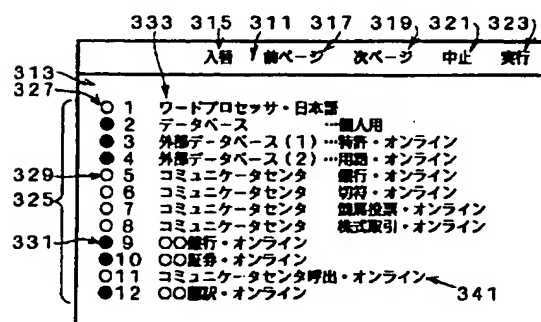 333 315 311 317 319 321 323
入替 前ページ 次ページ 中止 実行
313
327
○ 1 ワードプロセッサ・日本語
● 2 データベース …個人用
● 3 外部データベース(1)…特許・オンライン
● 4 外部データベース(2)…用語・オンライン
329 ○ 5 コミュニケータセンタ 銀行・オンライン
325 ○ 6 コミュニケータセンタ 切符・オンライン
○ 7 コミュニケータセンタ 競馬投票・オンライン
○ 8 コミュニケータセンタ 株式取引・オンライン
331 ● 9 ○○銀行・オンライン
●10 ○○証券・オンライン
○11 コミュニケータセンタ呼出・オンライン
●12 ○○翻訳・オンライン 341